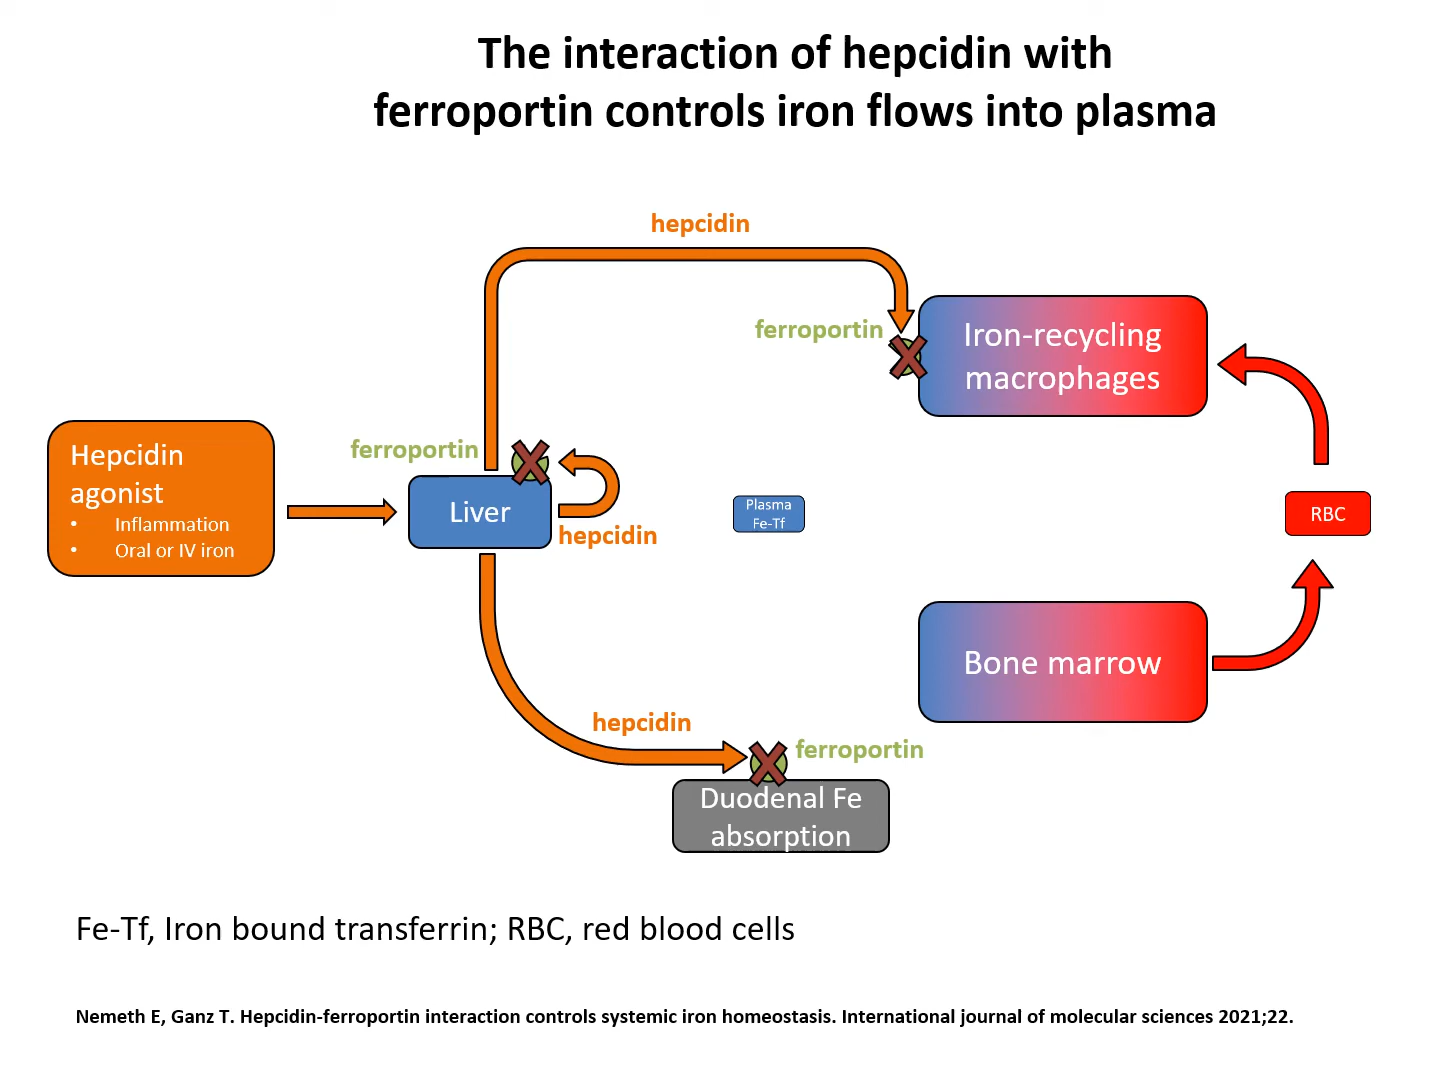 The interaction of hepcidin with
ferroportin controls iron flows into plasma
hepcidin
ferroportin
Iron-recycling
macrophages
Hepcidin
agonist
• Inflammation
• Oral or IV iron
ferroportin
Liver
hepcidin
Plasma
Fe-Tf
RBC
Bone marrow
hepcidin
ferroportin
Duodenal Fe
absorption
Fe-Tf, Iron bound transferrin; RBC, red blood cells
Nemeth E, Ganz T. Hepcidin-ferroportin interaction controls systemic iron homeostasis. International journal of molecular sciences 2021;22.